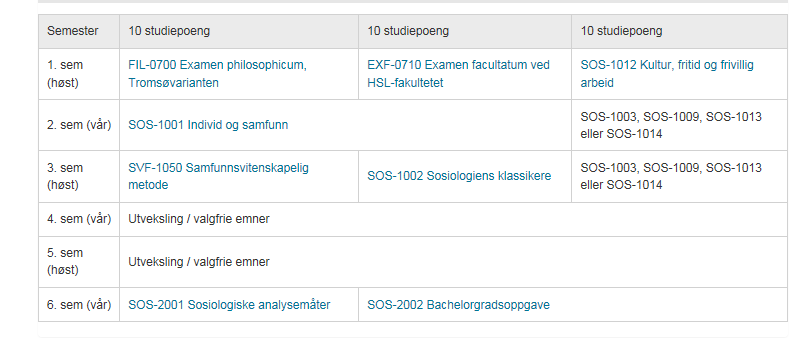 Semester 10 studiepoeng 10 studiepoeng 10 studiepoeng
1. sem
(høst)
FIL-0700 Examen philosophicum,
Tromsøvarianten
EXF-0710 Examen facultatum ved
HSL-fakultetet
SOS-1012 Kultur, fritid og frivillig
arbeid
2. sem (vår)
SOS-1001 Individ og samfunn
SOS-1003, SOS-1009, SOS-1013
eller SOS-1014
3. sem
(høst)
SVF-1050 Samfunnsvitenskapelig
metode
SOS-1002 Sosiologiens klassikere
SOS-1003, SOS-1009, SOS-1013
eller SOS-1014
4. sem (vår)
Utveksling / valgfrie emner
5. sem
(høst)
Utveksling / valgfrie emner
6. sem (vår)
SOS-2001 Sosiologiske analysemåter
SOS-2002 Bachelorgradsoppgave